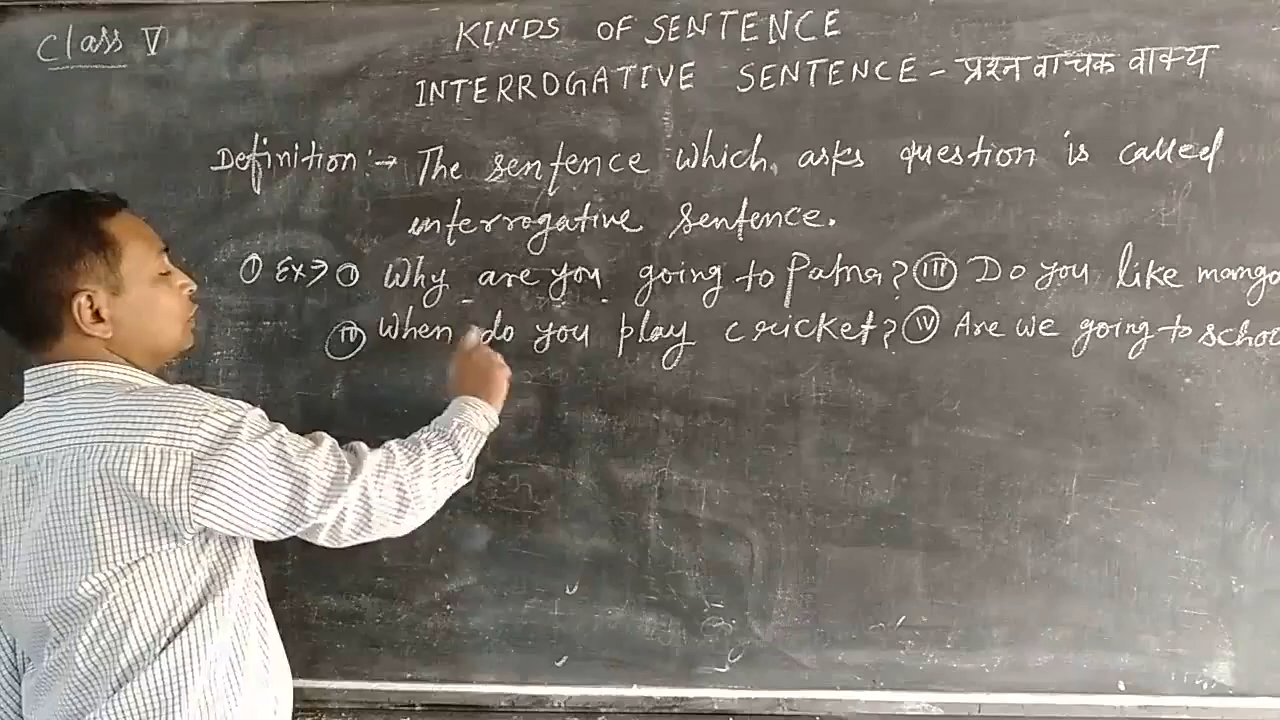 Class V
KINDS OF SENTENCE
INTERROGATIVE SENTENCE - प्रश्न वाचक वाक्य
Definition:→ The sentence which asks question is called
interrogative sentence.
Ex→ ① Why are you going to Patna? ⓘⓘⓘ Do you like mango
ⓘⓘ When do you play cricket? ⓘⓥ Are we going to schoo